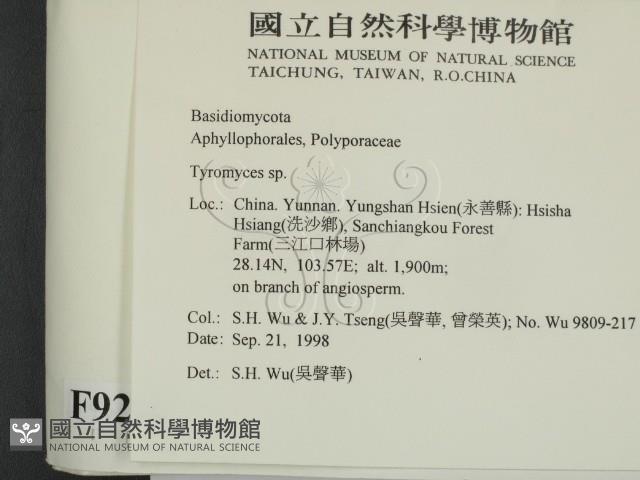 國立自然科學博物館
NATIONAL MUSEUM OF NATURAL SCIENCE
TAICHUNG, TAIWAN, R.O.CHINA
Basidiomycota
Aphyllophorales, Polyporaceae
Tyromyces sp.
Loc.: China. Yunnan. Yungshan Hsien(永善縣): Hsisha
Hsiang(洗沙鄉), Sanchiangkou Forest
Farm(三江口林場)
28.14N, 103.57E; alt. 1,900m;
on branch of angiosperm.
Col.: S.H. Wu & J.Y. Tseng(吳聲華, 曾榮英); No. Wu 9809-217
Date: Sep. 21, 1998
Det.: S.H. Wu(吳聲華)
F92
國立自然科學博物館
NATIONAL MUSEUM OF NATURAL SCIENCE